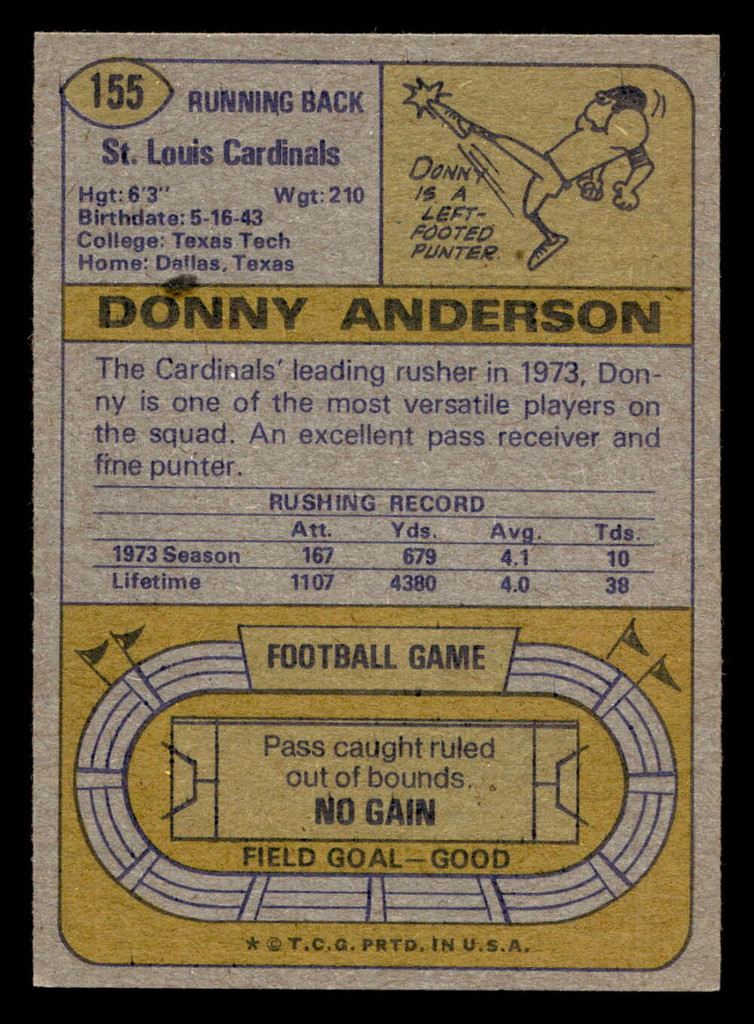 155
RUNNING BACK
St. Louis Cardinals
Hgt: 6'3" Wgt: 210
Birthdate: 5-16-43
College: Texas Tech
Home: Dallas, Texas
DONNY
IS A
LEFT-
FOOTED
PUNTER.
DONNY ANDERSON
The Cardinals' leading rusher in 1973, Don-
ny is one of the most versatile players on
the squad. An excellent pass receiver and
fine punter.
RUSHING RECORD
Att. Yds. Avg. Tds.
1973 Season 167 679 4.1 10
Lifetime 1107 4380 4.0 38
FOOTBALL GAME
Pass caught ruled
out of bounds.
NO GAIN
FIELD GOAL—GOOD
* © T.C.G. PRTD. IN U.S.A.